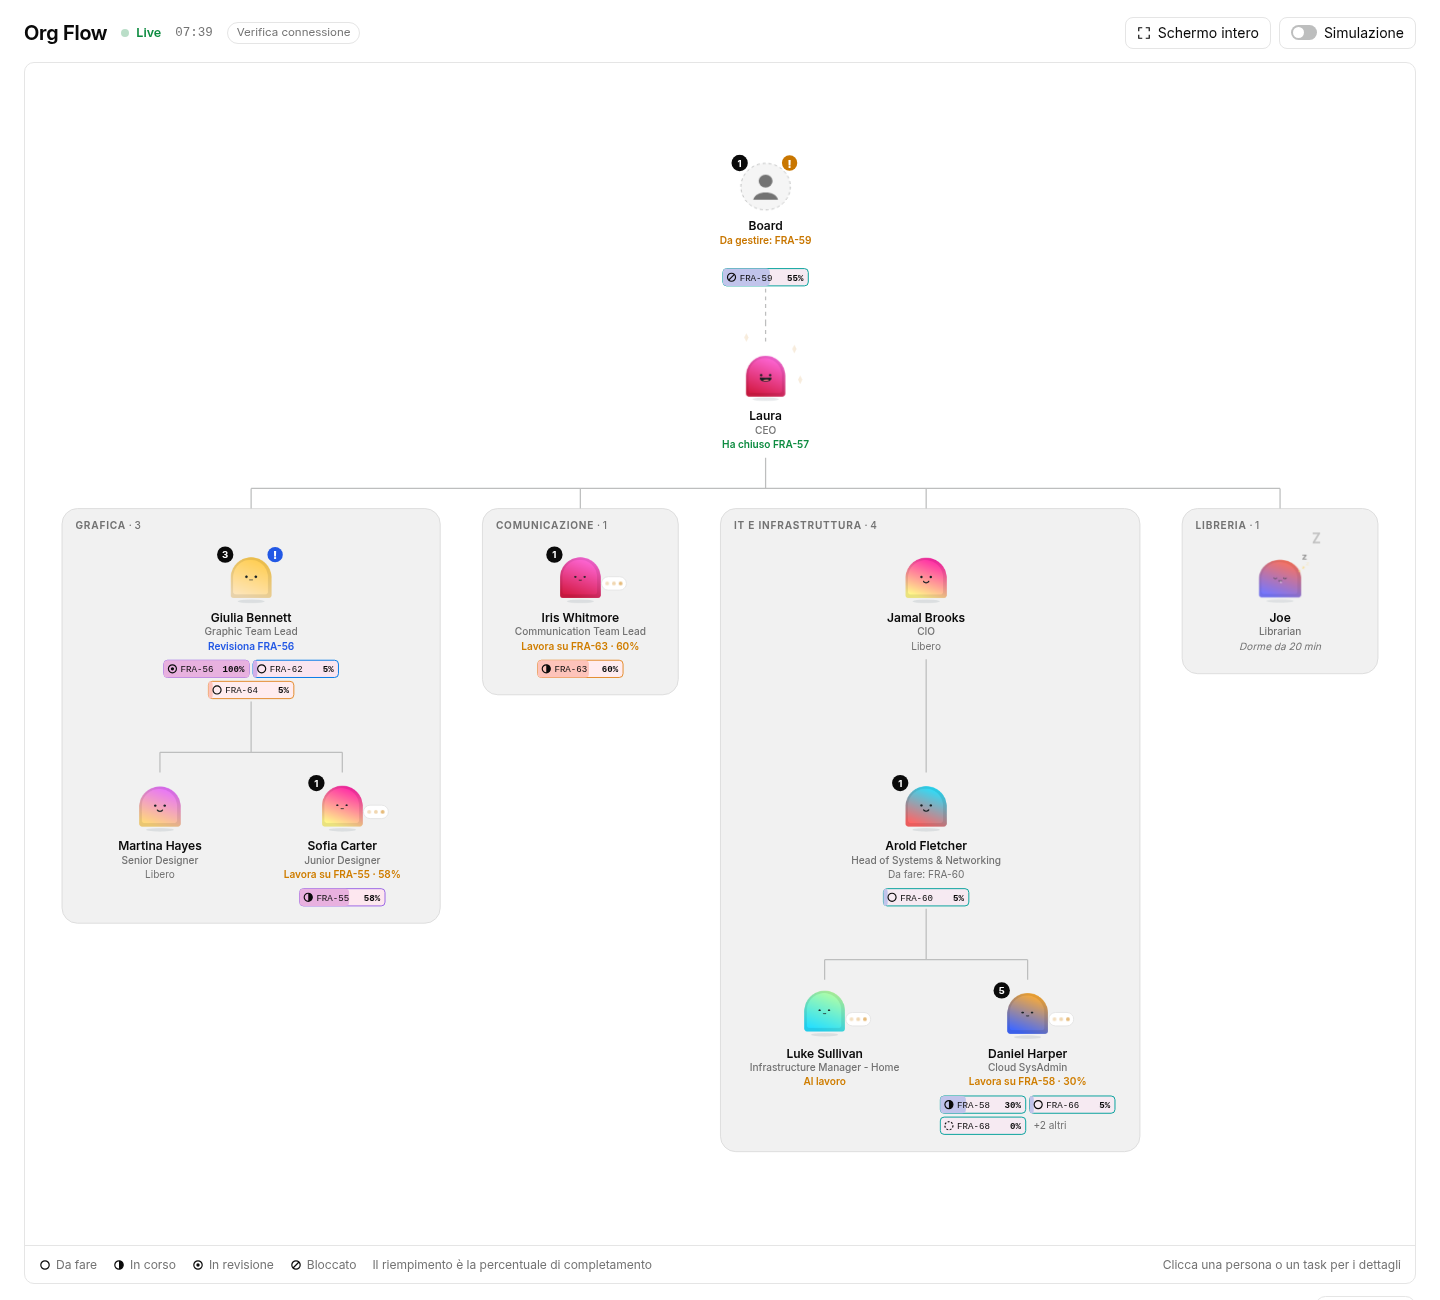 Org Flow
Live
07:39
Verifica connessione
Schermo intero
Simulazione
1
!
Board
Da gestire: FRA-59
FRA-59 55%
Laura
CEO
Ha chiuso FRA-57
GRAFICA · 3
3
!
Giulia Bennett
Graphic Team Lead
Revisiona FRA-56
FRA-56 100%
FRA-62 5%
FRA-64 5%
Martina Hayes
Senior Designer
Libero
1
Sofia Carter
Junior Designer
Lavora su FRA-55 · 58%
FRA-55 58%
COMUNICAZIONE · 1
1
Iris Whitmore
Communication Team Lead
Lavora su FRA-63 · 60%
FRA-63 60%
IT E INFRASTRUTTURA · 4
Jamal Brooks
CIO
Libero
1
Arold Fletcher
Head of Systems & Networking
Da fare: FRA-60
FRA-60 5%
Luke Sullivan
Infrastructure Manager - Home
Al lavoro
5
Daniel Harper
Cloud SysAdmin
Lavora su FRA-58 · 30%
FRA-58 30%
FRA-66 5%
FRA-68 0%
+2 altri
LIBRERIA · 1
Z
z
Joe
Librarian
Dorme da 20 min
Da fare
In corso
In revisione
Bloccato
Il riempimento è la percentuale di completamento
Clicca una persona o un task per i dettagli